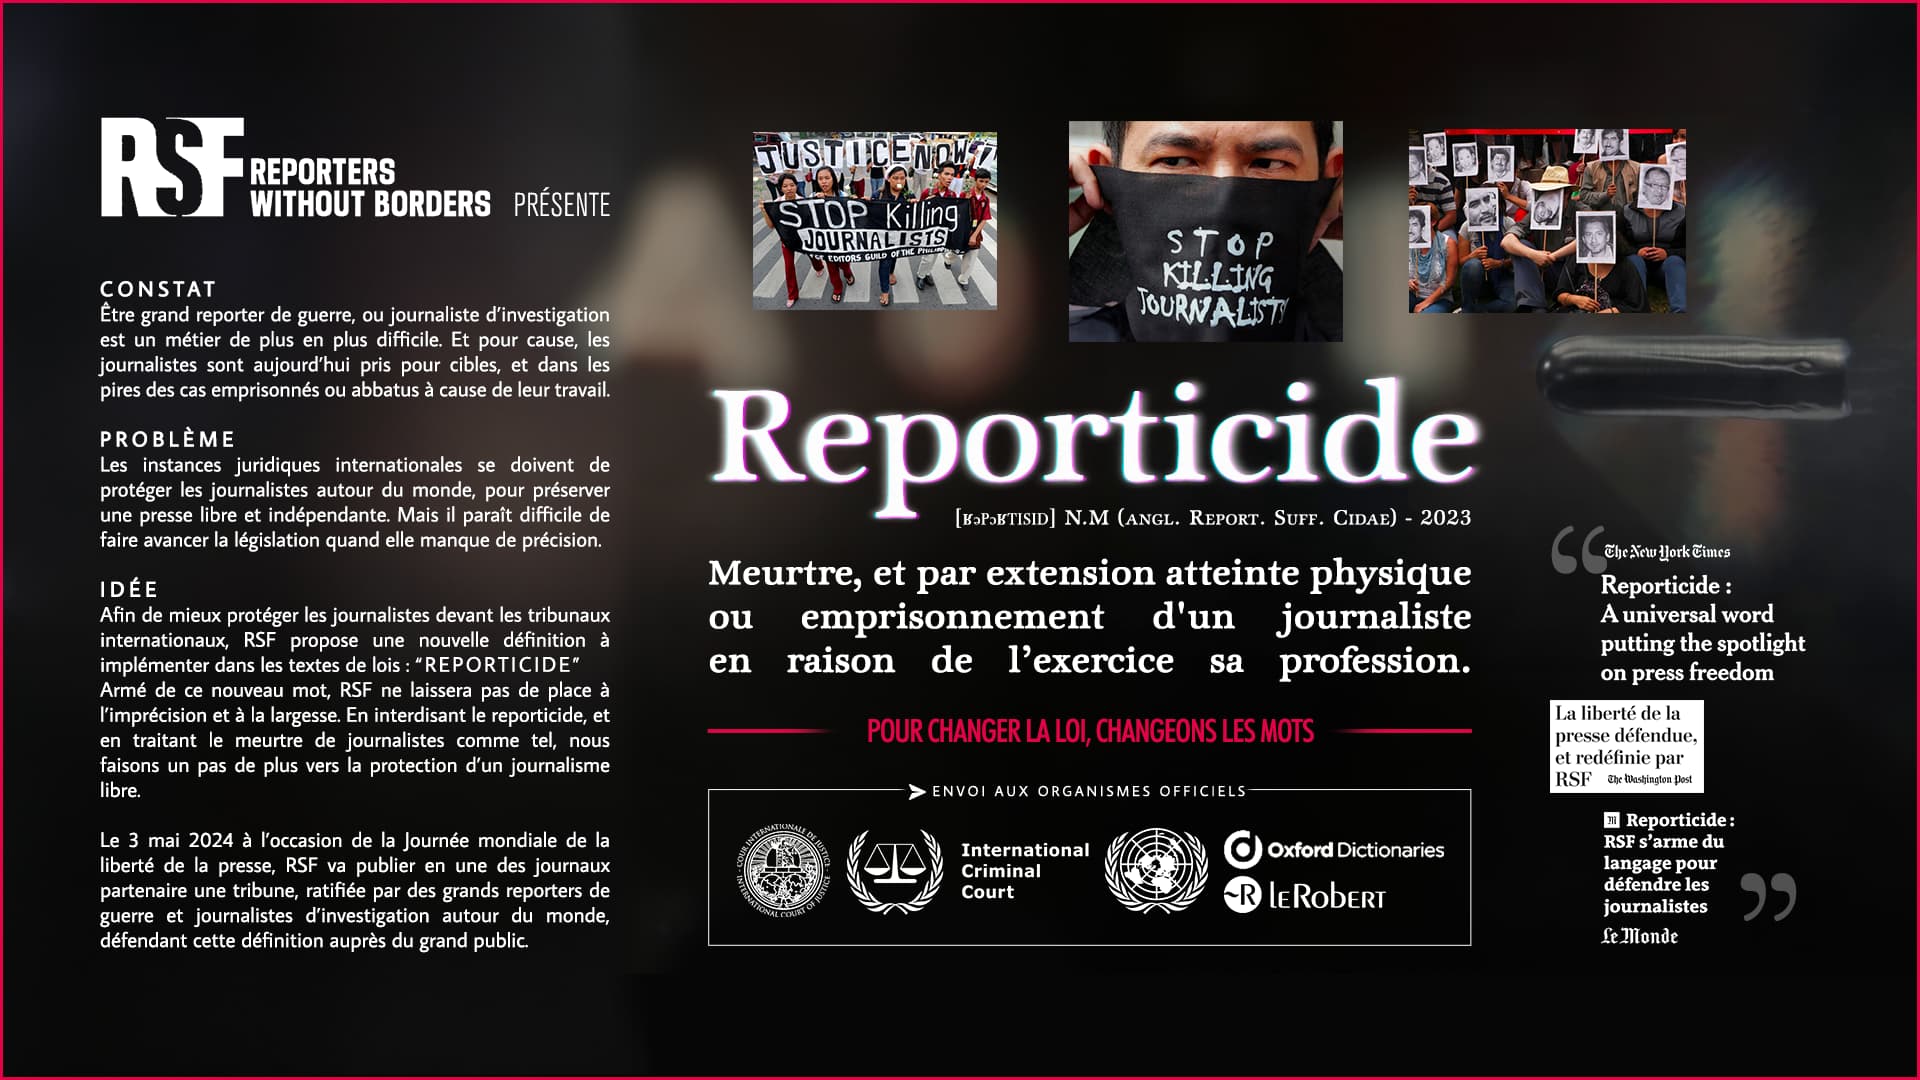 RSF REPORTERS
WITHOUT BORDERS PRÉSENTE
CONSTAT
Être grand reporter de guerre, ou journaliste d'investigation
est un métier de plus en plus difficile. Et pour cause, les
journalistes sont aujourd'hui pris pour cibles, et dans les
pires des cas emprisonnés ou abbatus à cause de leur travail.
PROBLÈME
Les instances juridiques internationales se doivent de
protéger les journalistes autour du monde, pour préserver
une presse libre et indépendante. Mais il paraît difficile de
faire avancer la législation quand elle manque de précision.
IDÉE
Afin de mieux protéger les journalistes devant les tribunaux
internationaux, RSF propose une nouvelle définition à
implémenter dans les textes de lois : “REPORTICIDE”
Armé de ce nouveau mot, RSF ne laissera pas de place à
l'imprécision et à la largesse. En interdisant le reporticide, et
en traitant le meurtre de journalistes comme tel, nous
faisons un pas de plus vers la protection d'un journalisme
libre.
Le 3 mai 2024 à l'occasion de la Journée mondiale de la
liberté de la presse, RSF va publier en une des journaux
partenaire une tribune, ratifiée par des grands reporters de
guerre et journalistes d'investigation autour du monde,
défendant cette définition auprès du grand public.
JUSTICE NOW!
STOP Killing
JOURNALISTS
EDITORS GUILD OF THE
STOP
KILLING
JOURNALISTS
Reporticide
[ʁɔPɔʁTISID] N.M (ANGL. REPORT. SUFF. CIDAE) - 2023
Meurtre, et par extension atteinte physique
ou emprisonnement d'un journaliste
en raison de l’exercice sa profession.
POUR CHANGER LA LOI, CHANGEONS LES MOTS
ENVOI AUX ORGANISMES OFFICIELS
COUR INTERNATIONALE DE JUSTICE
INTERNATIONAL COURT OF JUSTICE
International
Criminal
Court
Oxford Dictionaries
R LE ROBERT
“ The New York Times
Reporticide :
A universal word
putting the spotlight
on press freedom
La liberté de la
presse défendue,
et redéfinie par
RSF The Washington Post
M Reporticide :
RSF s’arme du
langage pour
défendre les
journalistes ”
Le Monde